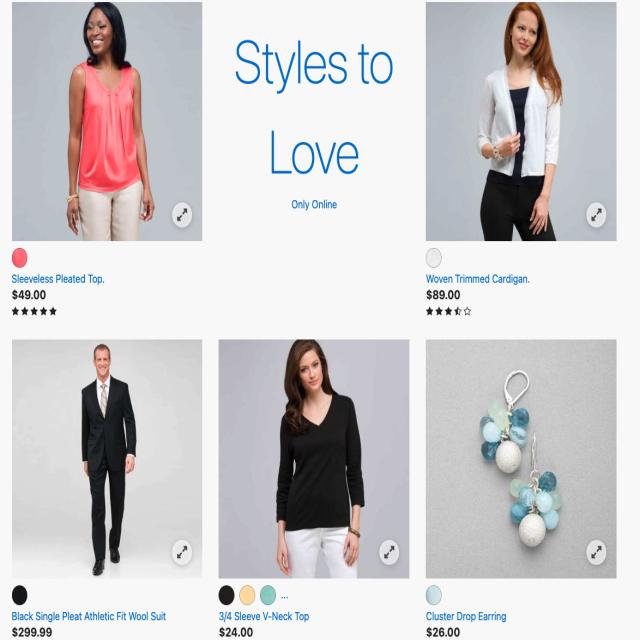 Styles to
Love
Only Online
Sleeveless Pleated Top.
$49.00
Woven Trimmed Cardigan.
$89.00
Black Single Pleat Athletic Fit Wool Suit
$299.99
3/4 Sleeve V-Neck Top
$24.00
Cluster Drop Earring
$26.00
...